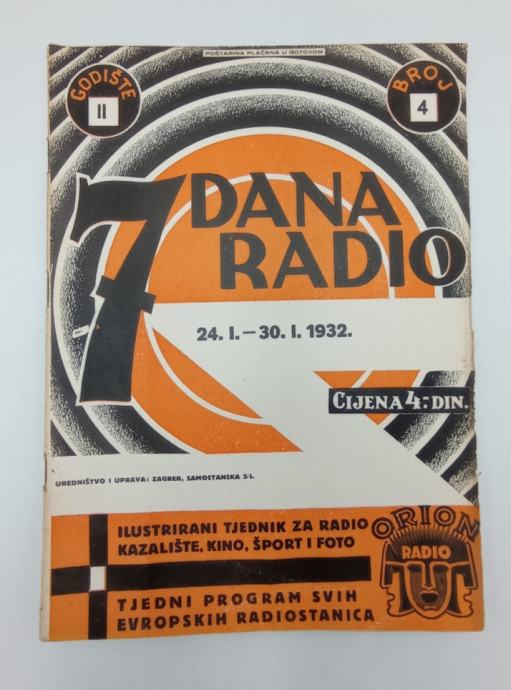 POŠTARINA PLAĆENA U GOTOVOM
GODIŠTE
II
BROJ
4
7 DANA
RADIO
24. I. — 30. I. 1932.
CIJENA 4:- DIN.
UREDNIŠTVO I UPRAVA: ZAGREB, SAMOSTANSKA 2/I.
ILUSTRIRANI TJEDNIK ZA RADIO
KAZALIŠTE, KINO, ŠPORT I FOTO
TJEDNI PROGRAM SVIH
EVROPSKIH RADIOSTANICA
ORION
RADIO